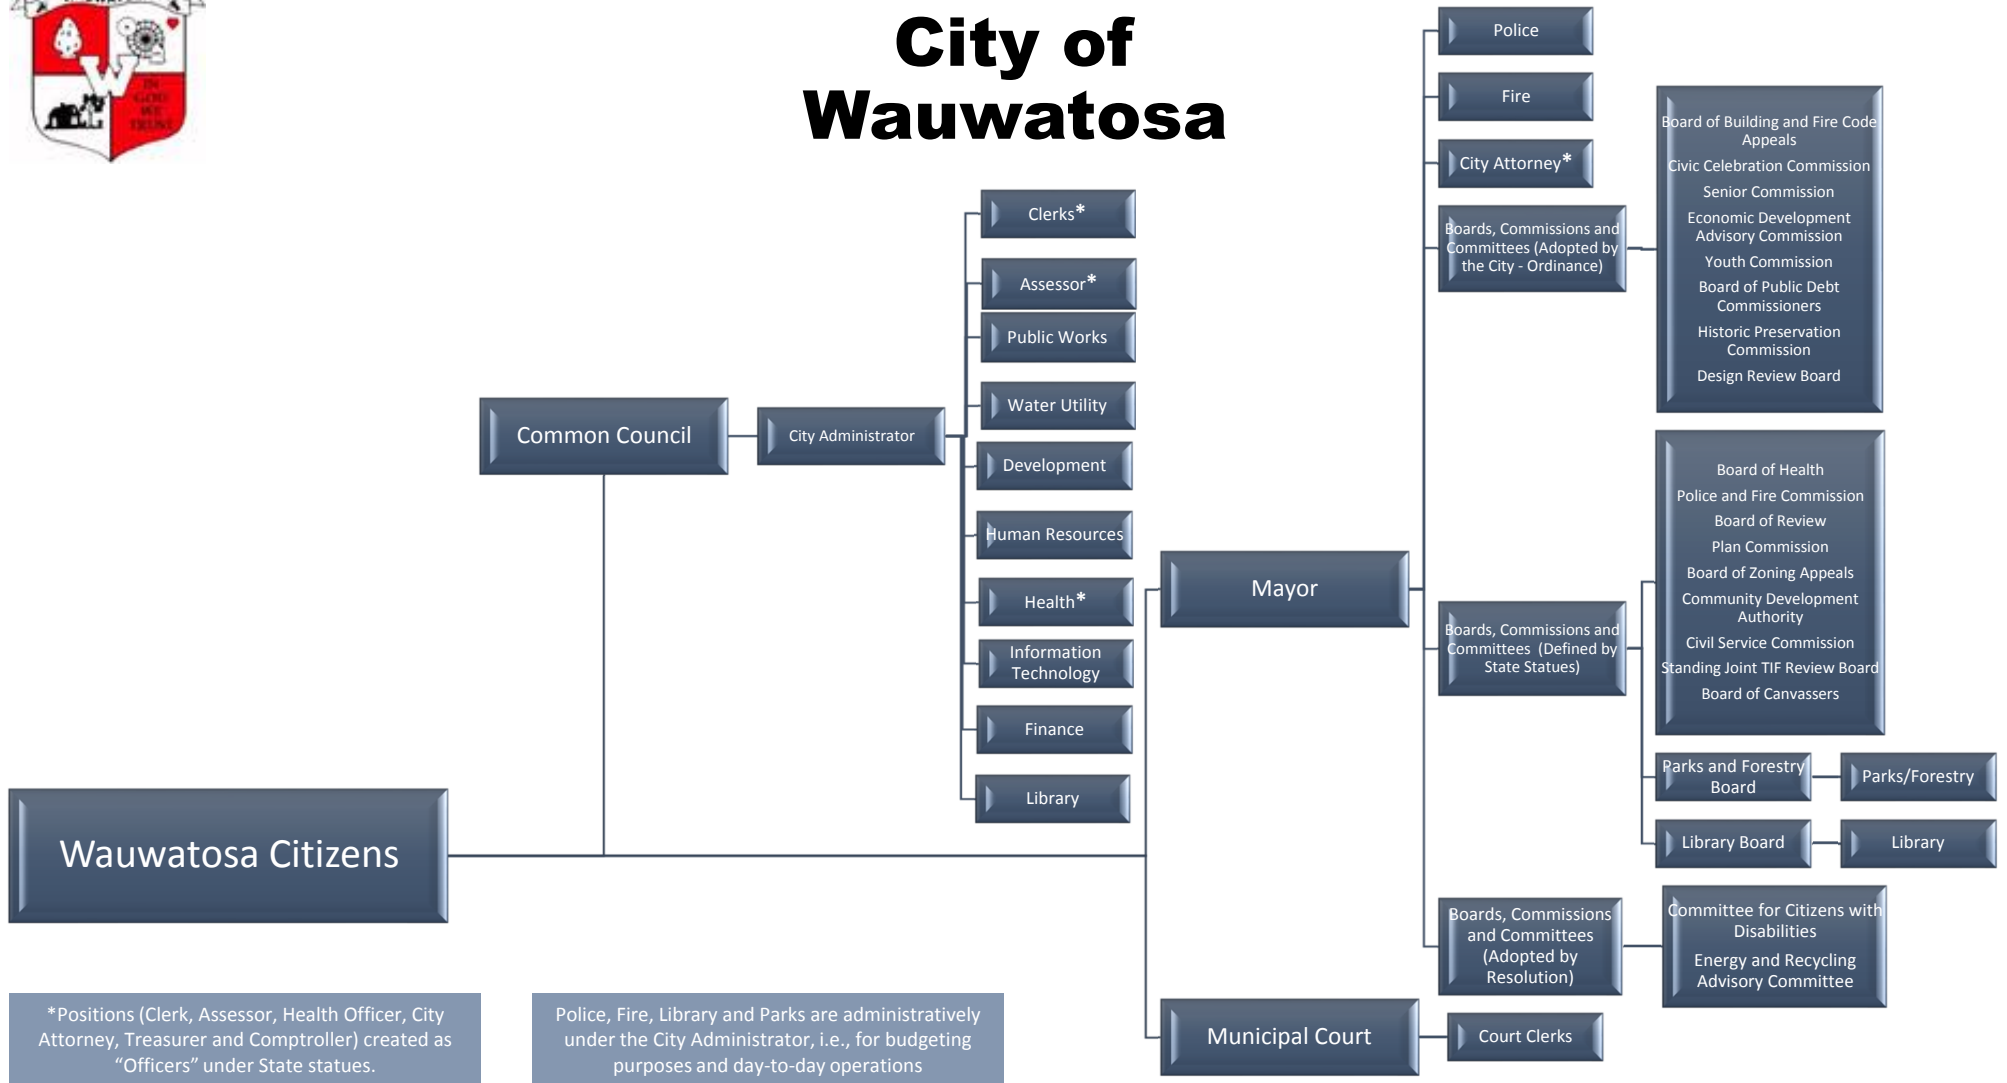 W
IN
GOD
WE
TRUST
City of
Wauwatosa
Wauwatosa Citizens
Common Council
City Administrator
Clerks*
Assessor*
Public Works
Water Utility
Development
Human Resources
Health*
Information
Technology
Finance
Library
Mayor
Police
Fire
City Attorney*
Boards, Commissions and
Committees (Adopted by
the City - Ordinance)
Board of Building and Fire Code
Appeals
Civic Celebration Commission
Senior Commission
Economic Development
Advisory Commission
Youth Commission
Board of Public Debt
Commissioners
Historic Preservation
Commission
Design Review Board
Boards, Commissions and
Committees (Defined by
State Statues)
Board of Health
Police and Fire Commission
Board of Review
Plan Commission
Board of Zoning Appeals
Community Development
Authority
Civil Service Commission
Standing Joint TIF Review Board
Board of Canvassers
Parks and Forestry
Board
Parks/Forestry
Library Board
Library
Boards, Commissions
and Committees
(Adopted by
Resolution)
Committee for Citizens with
Disabilities
Energy and Recycling
Advisory Committee
Municipal Court
Court Clerks
*Positions (Clerk, Assessor, Health Officer, City
Attorney, Treasurer and Comptroller) created as
“Officers” under State statues.
Police, Fire, Library and Parks are administratively
under the City Administrator, i.e., for budgeting
purposes and day-to-day operations